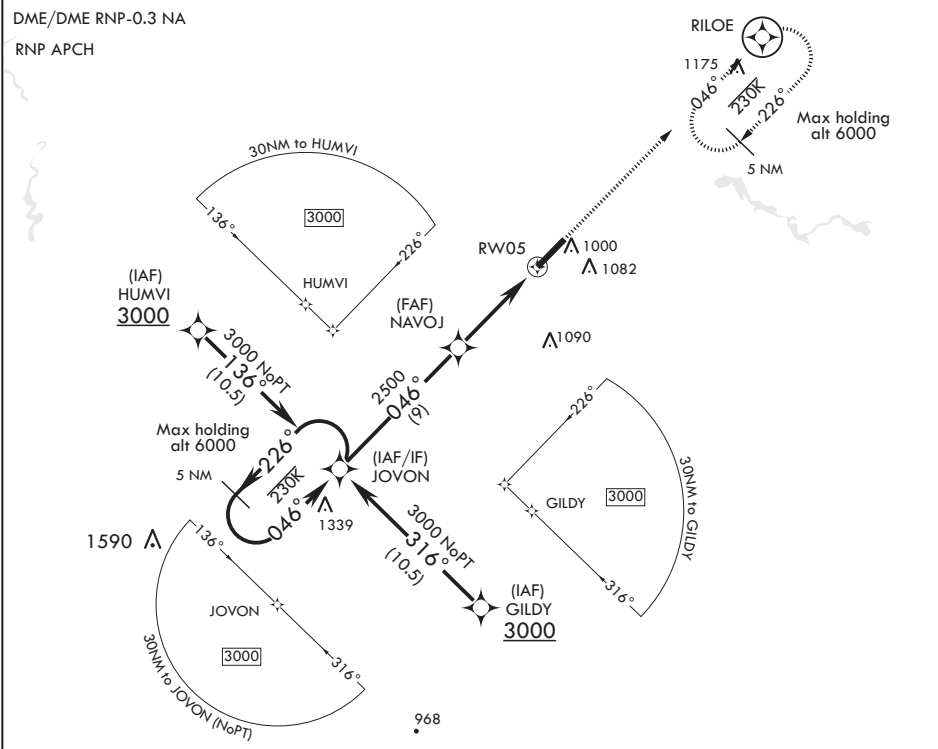 DME/DME RNP-0.3 NA
RNP APCH
RILOE
1175
046°
230K
226°
Max holding
alt 6000
5 NM
30NM to HUMVI
3000
136°
226°
HUMVI
RW05
1000
1082
(IAF)
HUMVI
3000
(FAF)
NAVOJ
1090
3000 NoPT
136°
(10.5)
2500
046°
(9)
Max holding
alt 6000
226°
5 NM
230K
046°
(IAF/IF)
JOVON
1339
226°
GILDY
3000
30NM to GILDY
316°
1590
3000 NoPT
316°
(10.5)
(IAF)
GILDY
3000
136°
JOVON
3000
316°
30NM to JOVON (NoPT)
968